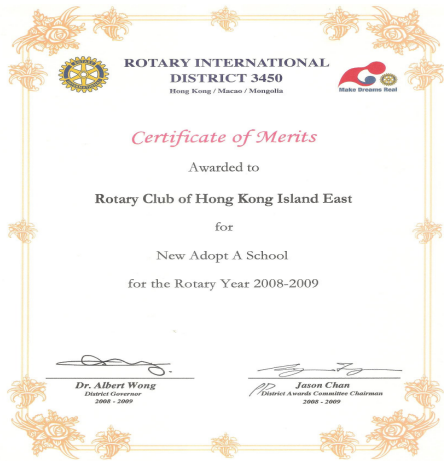 ROTARY INTERNATIONAL
DISTRICT 3450
Hong Kong / Macao / Mongolia
Make Dreams Real
Certificate of Merits
Awarded to
Rotary Club of Hong Kong Island East
for
New Adopt A School
for the Rotary Year 2008-2009
Dr. Albert Wong
District Governor
2008 - 2009
PP Jason Chan
District Awards Committee Chairman
2008 - 2009